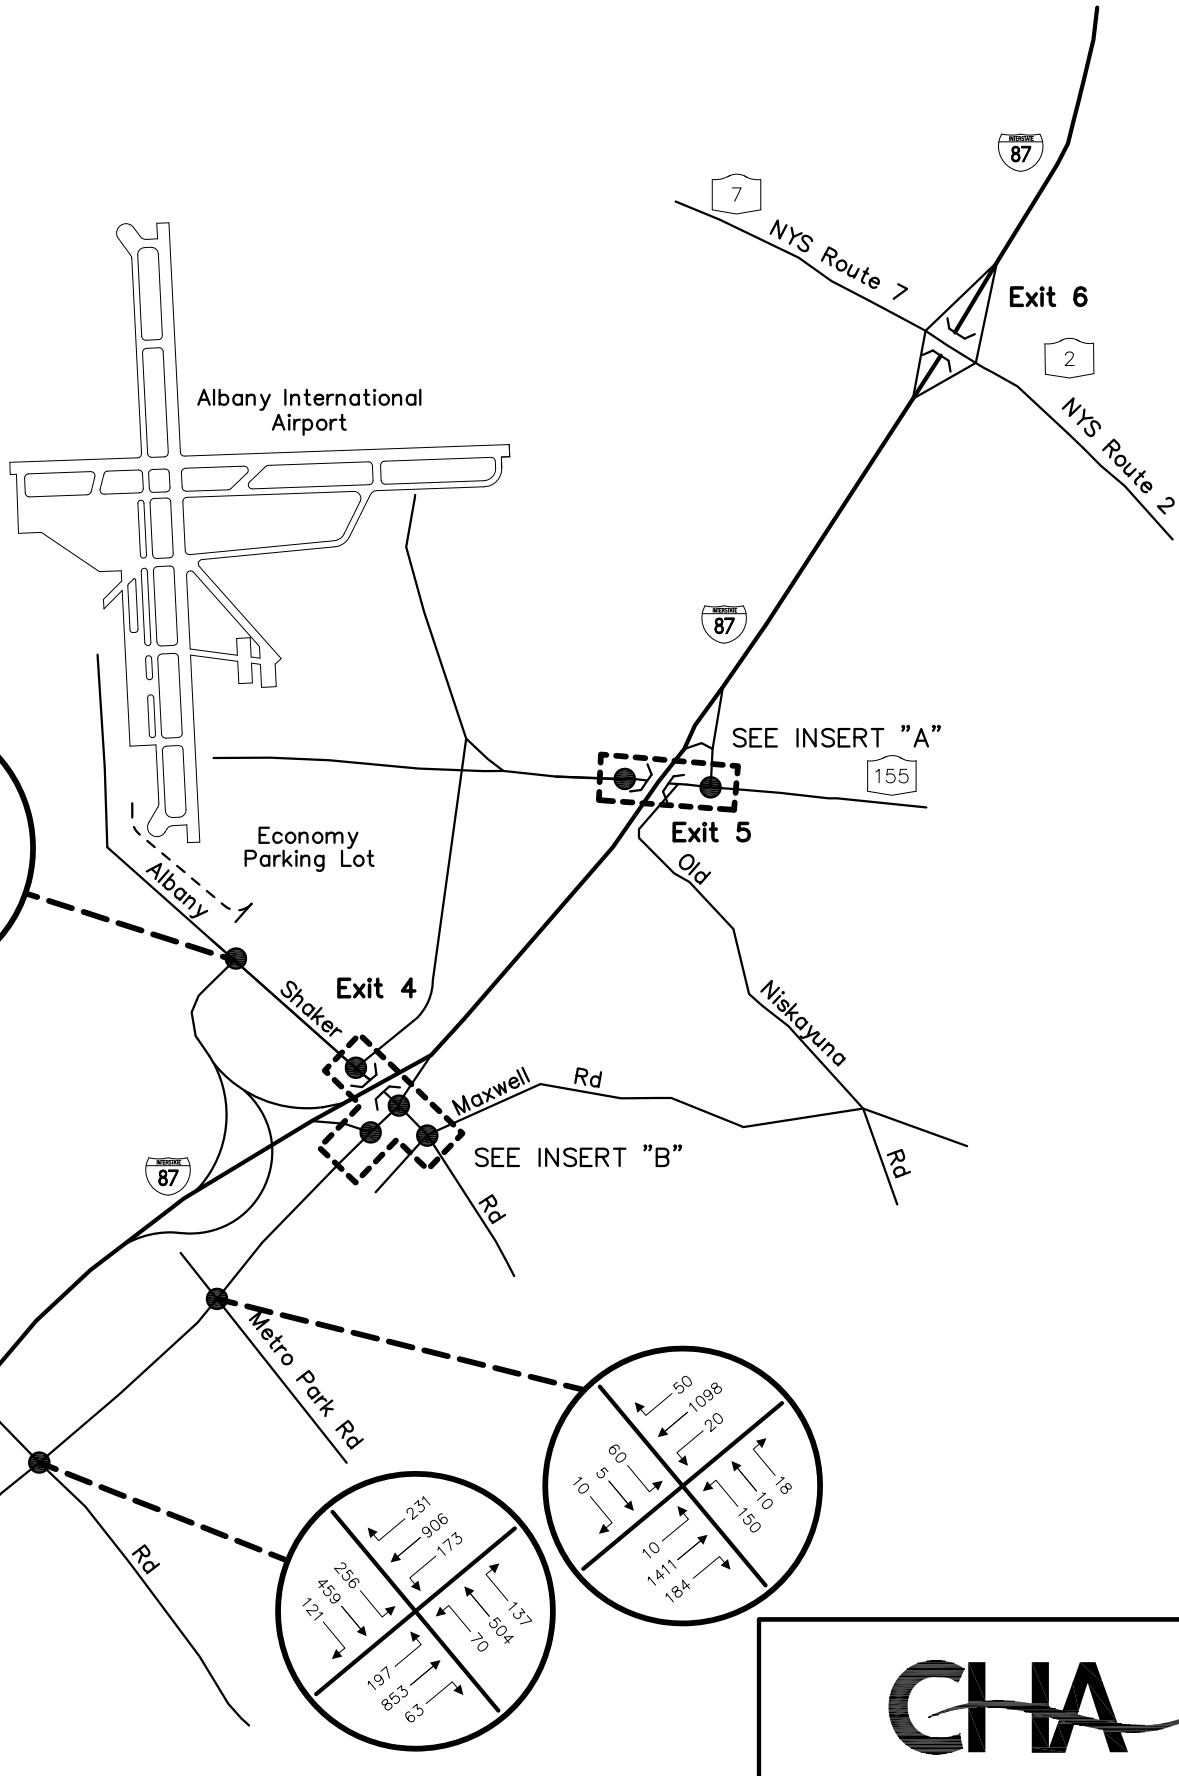 INTERSTATE
87
7
NYS Route 7
Exit 6
2
NYS Route 2
Albany International
Airport
INTERSTATE
87
SEE INSERT "A"
155
Exit 5
Economy
Parking Lot
Old
Albany
Exit 4
Shaker
Niskayuna
Maxwell
Rd
SEE INSERT "B"
Rd
INTERSTATE
87
Rd
Metro Park Rd
50
1098
20
60
5
10
18
10
150
10
1411
184
Rd
231
906
173
256
459
121
137
504
70
197
853
63
CHA